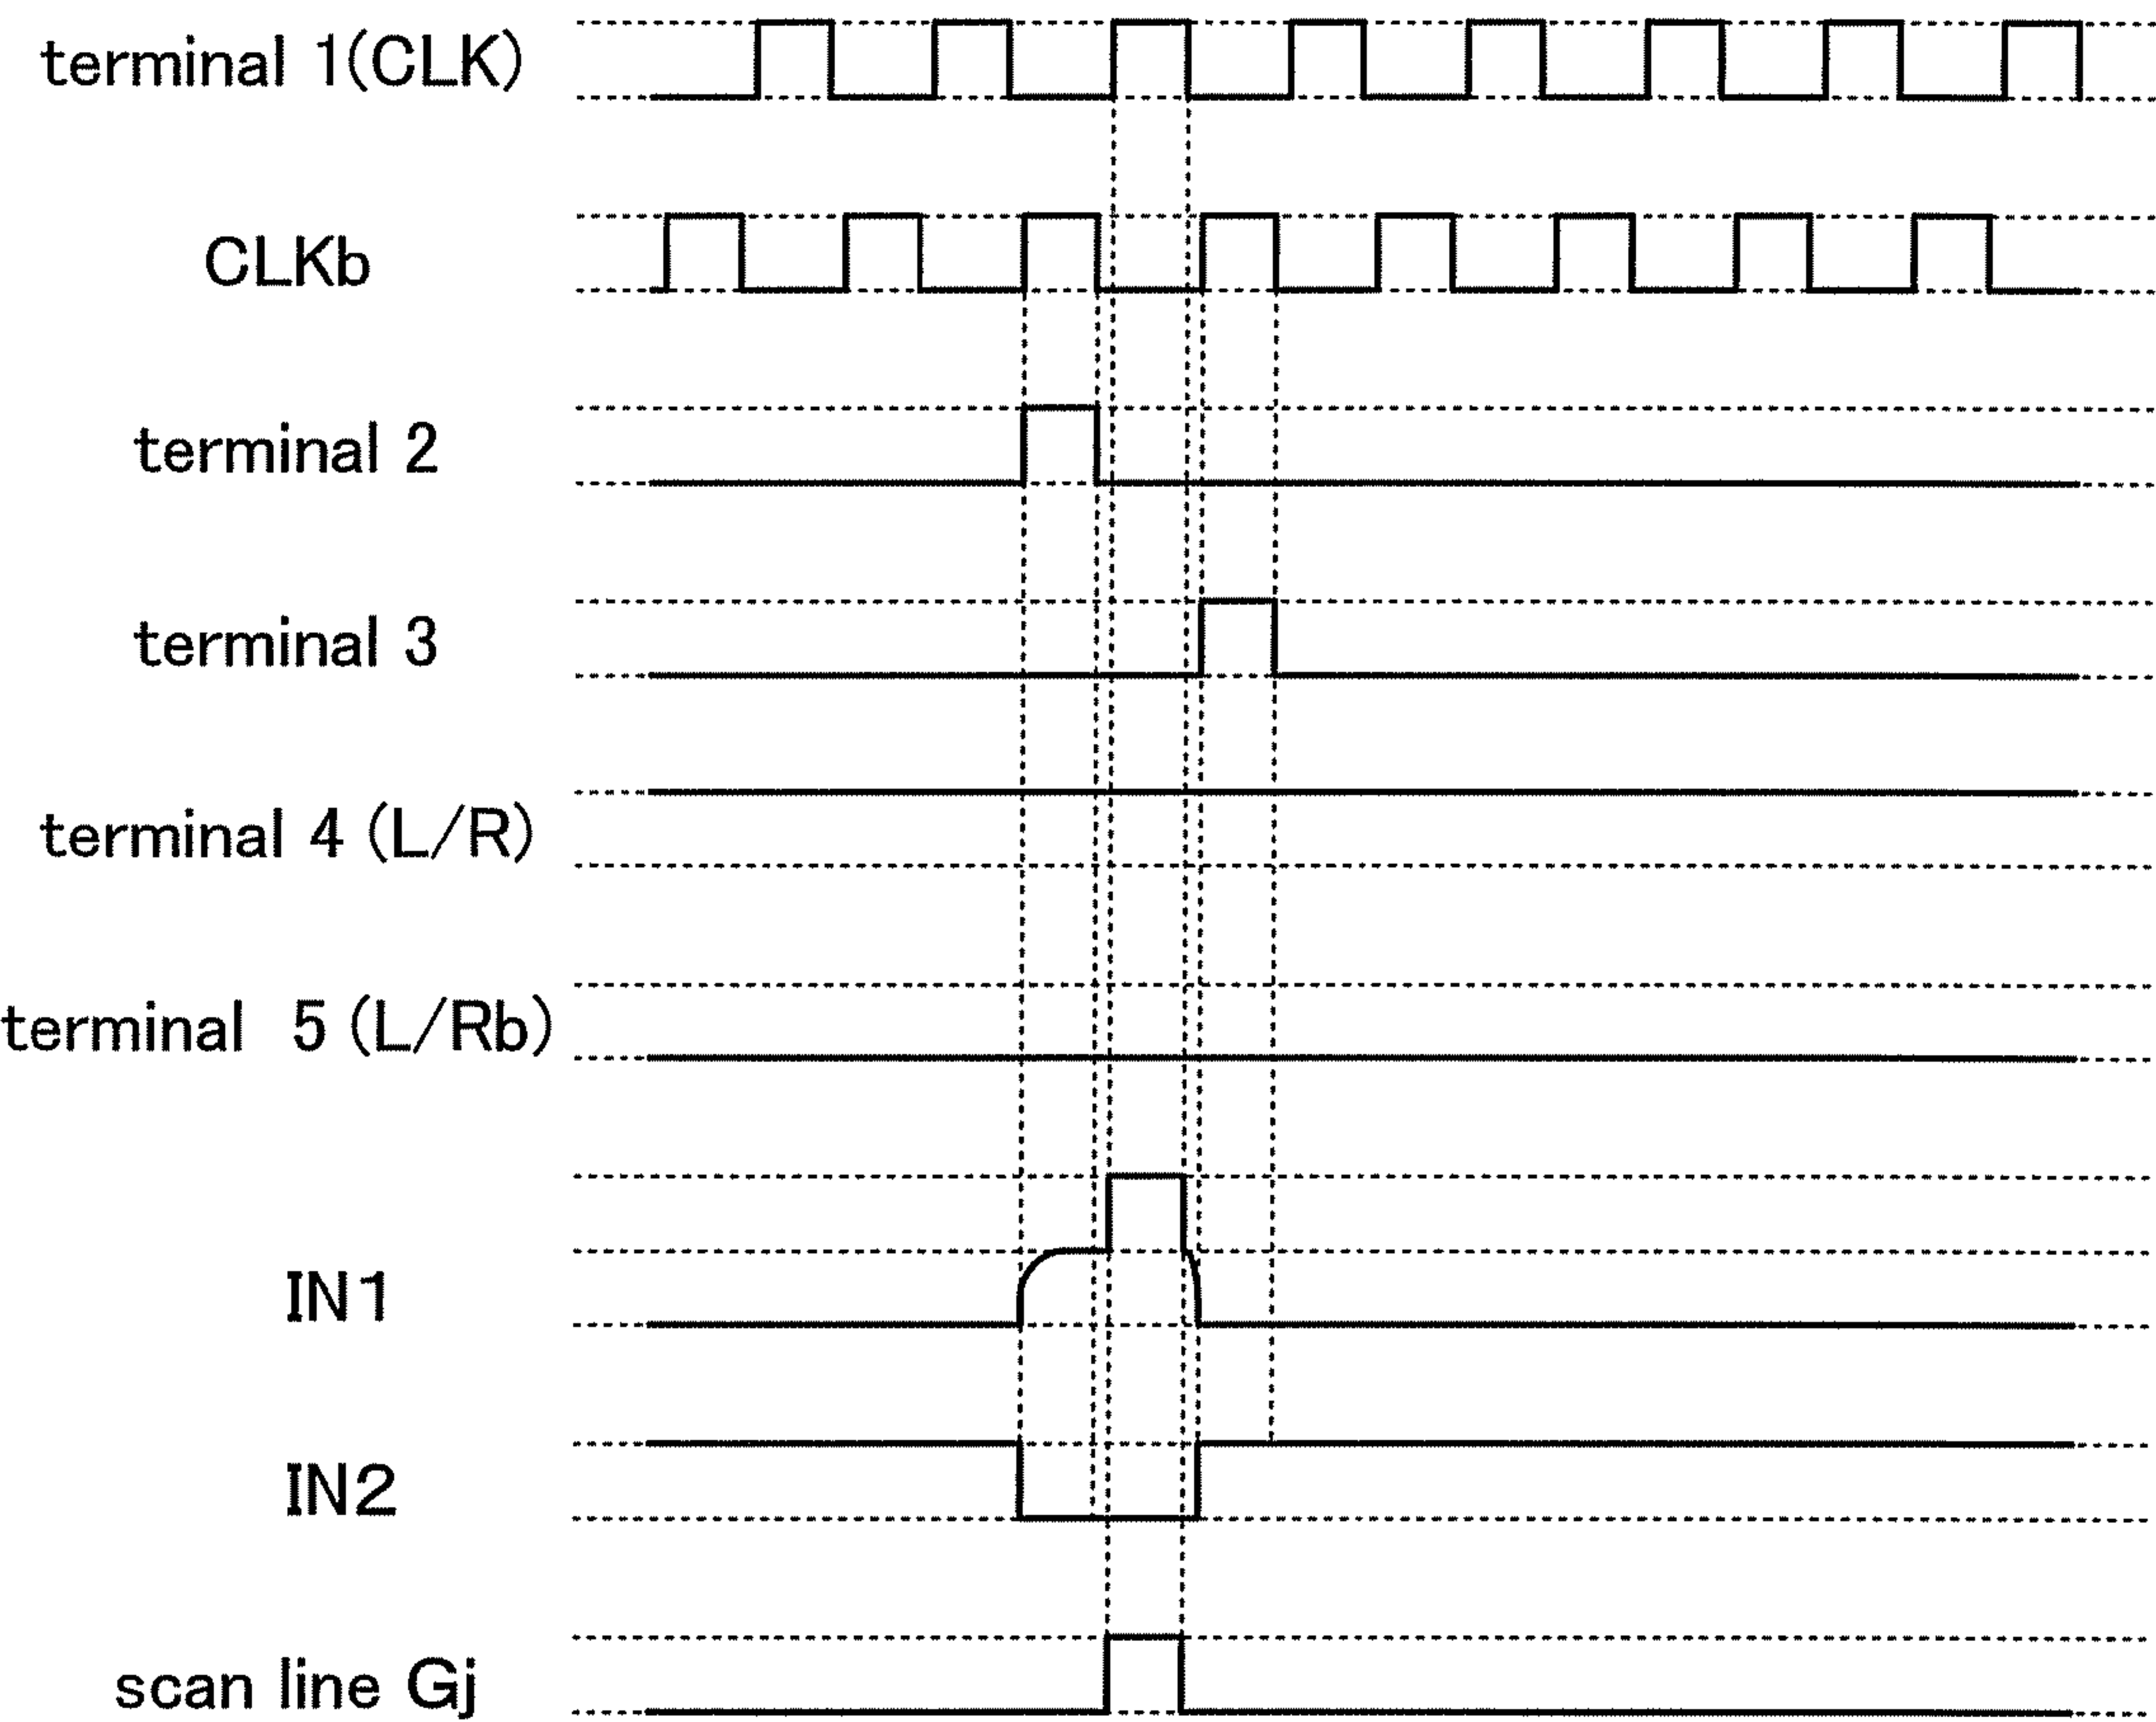 terminal 1(CLK)
CLKb
terminal 2
terminal 3
terminal 4 (L/R)
terminal 5 (L/Rb)
IN1
IN2
scan line Gj